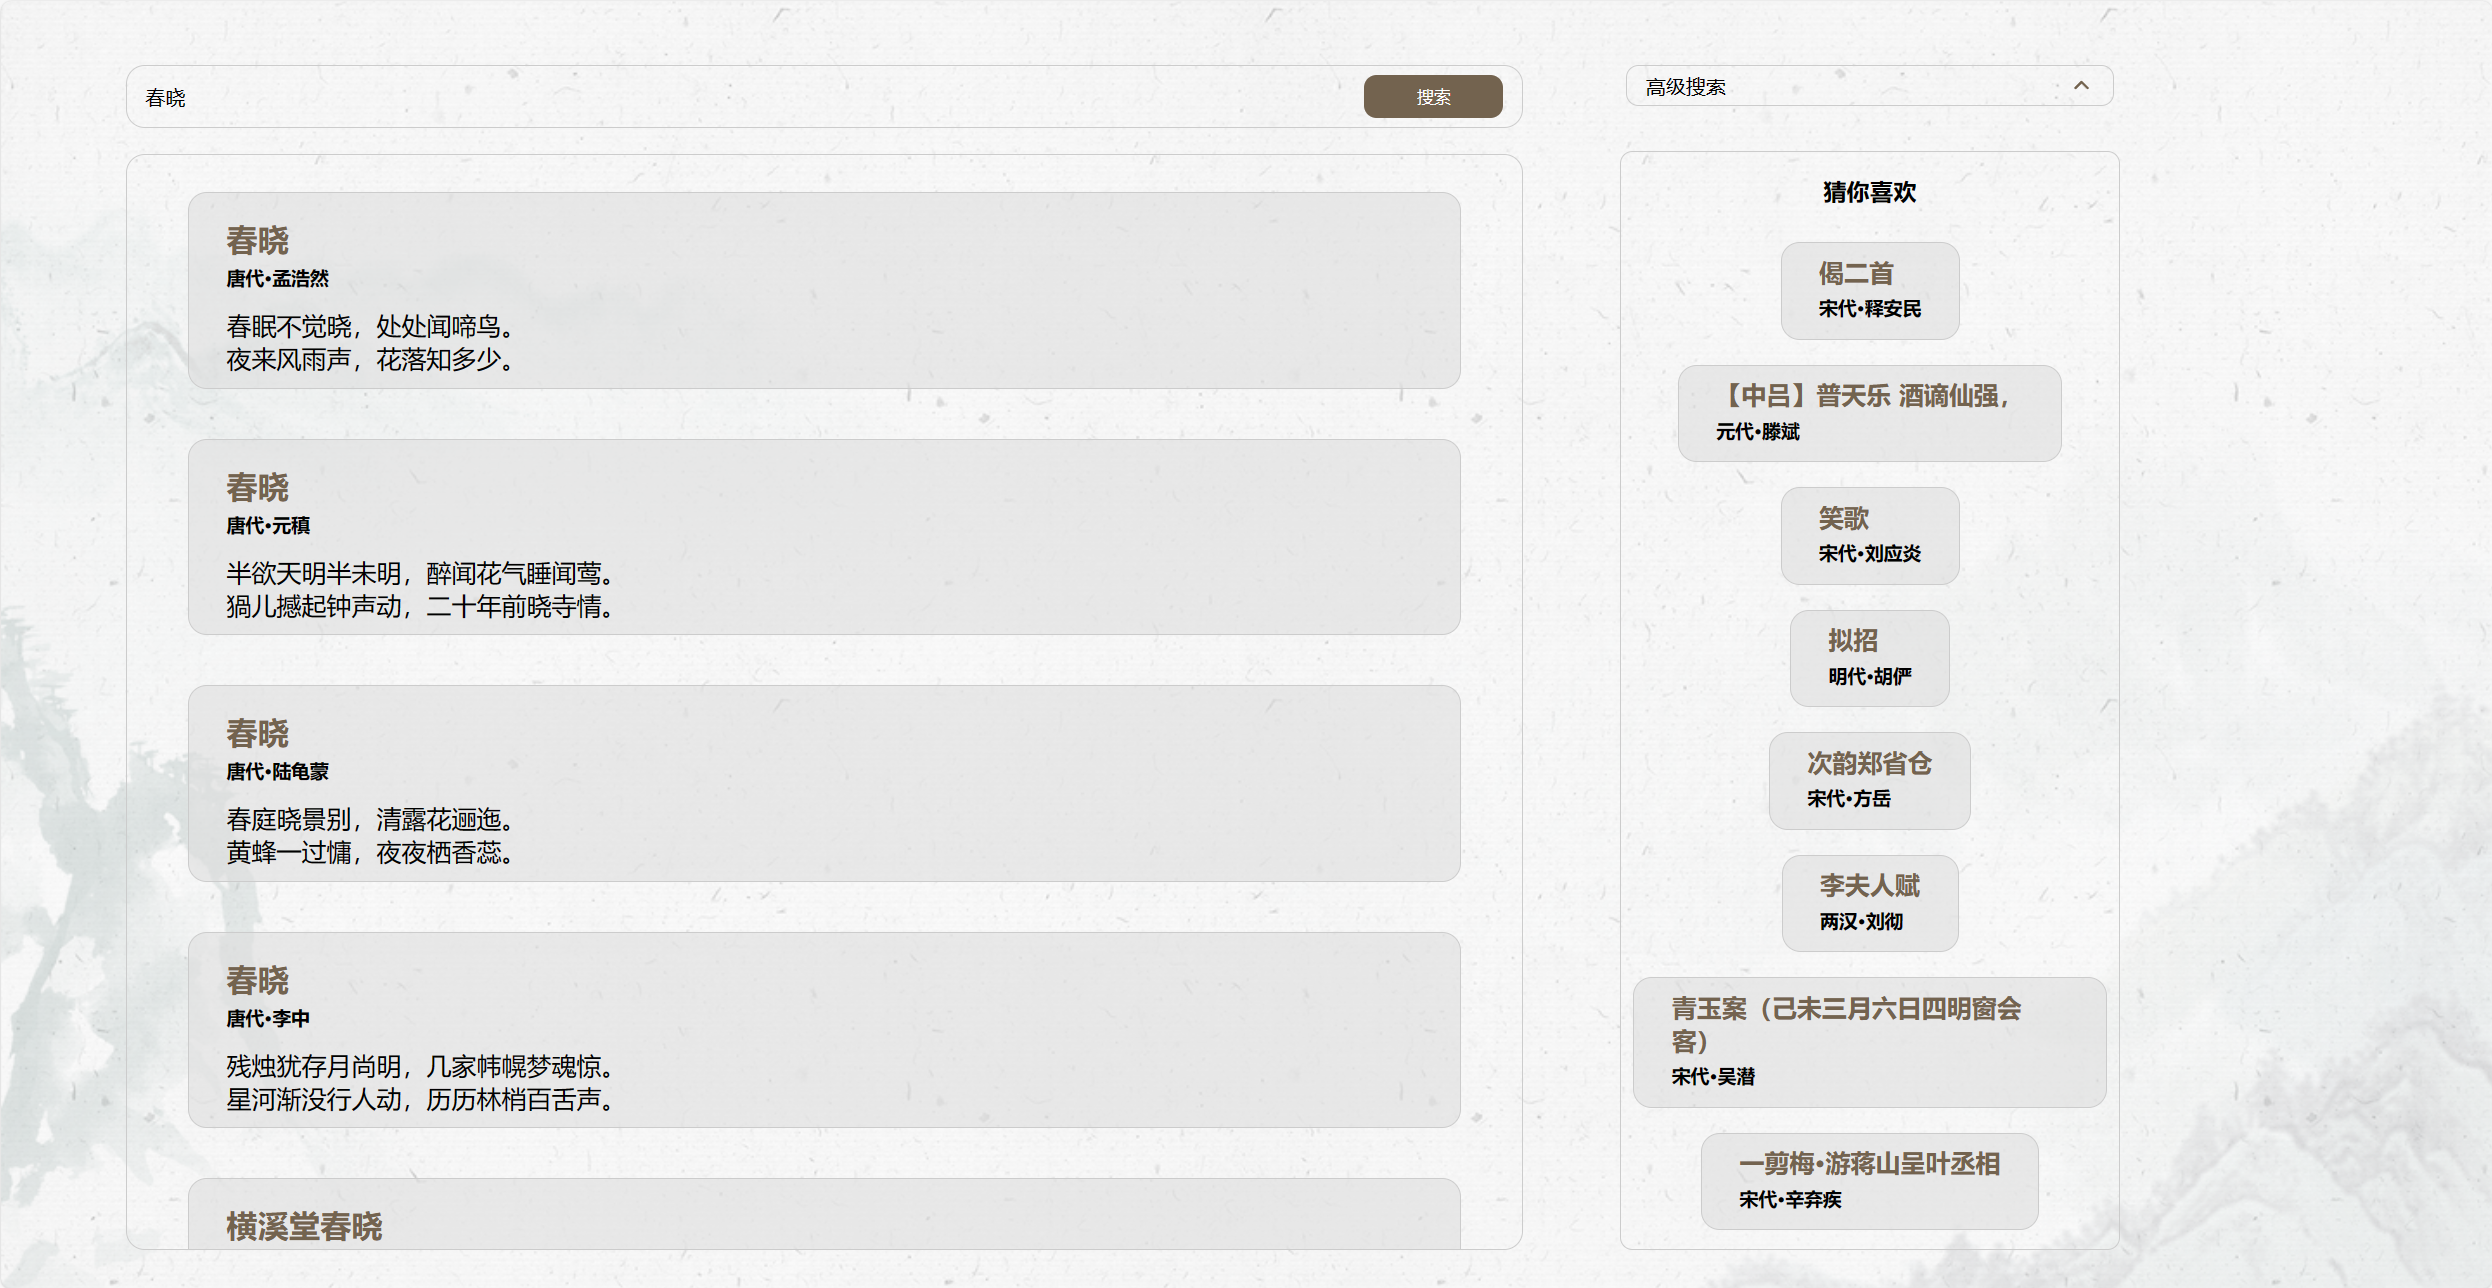 春晓
搜索
春晓
唐代•孟浩然
春眠不觉晓，处处闻啼鸟。
夜来风雨声，花落知多少。
春晓
唐代•元稹
半欲天明半未明，醉闻花气睡闻莺。
猧儿撼起钟声动，二十年前晓寺情。
春晓
唐代•陆龟蒙
春庭晓景别，清露花逦迤。
黄蜂一过慵，夜夜栖香蕊。
春晓
唐代•李中
残烛犹存月尚明，几家帏幌梦魂惊。
星河渐没行人动，历历林梢百舌声。
横溪堂春晓
高级搜索
猜你喜欢
偈二首
宋代•释安民
【中吕】普天乐 酒谪仙强，
元代•滕斌
笑歌
宋代•刘应炎
拟招
明代•胡俨
次韵郑省仓
宋代•方岳
李夫人赋
两汉•刘彻
青玉案（己未三月六日四明窗会
客）
宋代•吴潜
一剪梅•游蒋山呈叶丞相
宋代•辛弃疾